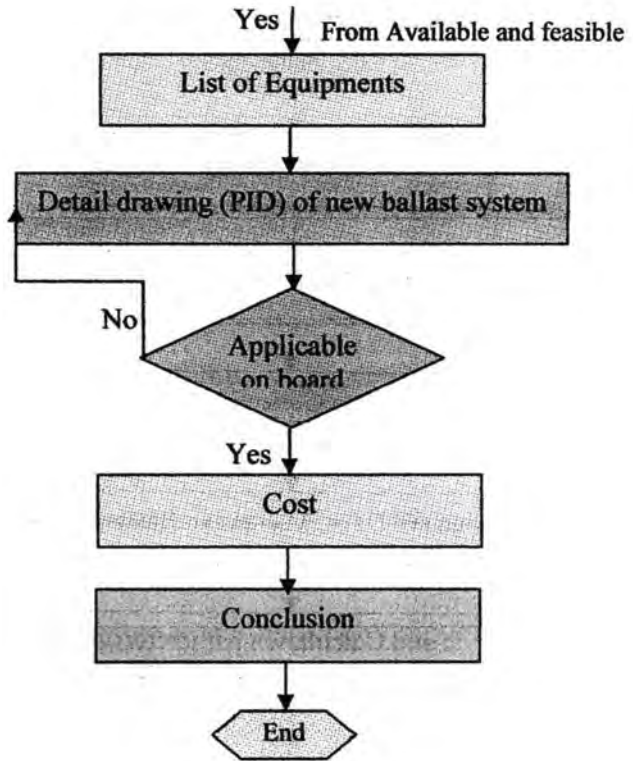 Yes
From Available and feasible
List of Equipments
Detail drawing (PID) of new ballast system
No
Applicable
on board
Yes
Cost
Conclusion
End